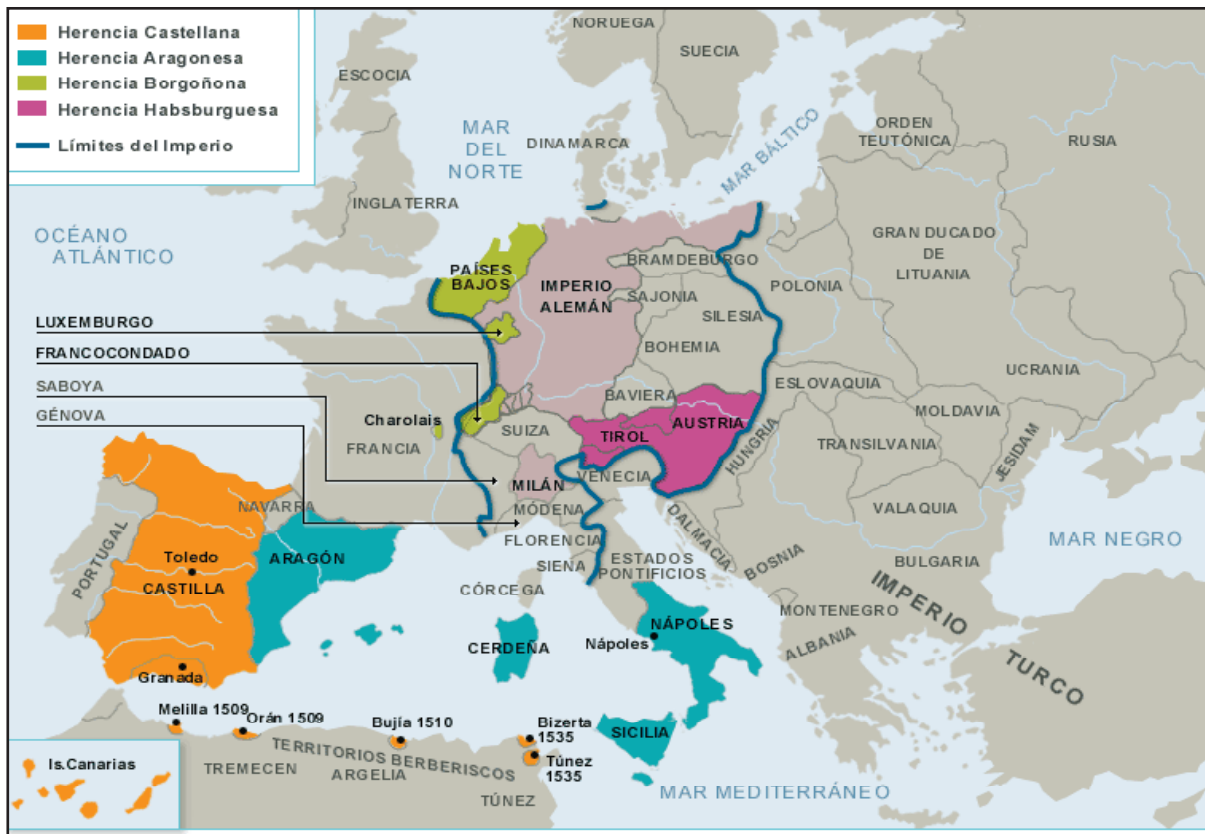 Herencia Castellana
Herencia Aragonesa
Herencia Borgoñona
Herencia Habsburguesa
Límites del Imperio
NORUEGA
SUECIA
ESCOCIA
MAR
DEL
NORTE
DINAMARCA
MAR BÁLTICO
ORDEN
TEUTÓNICA
RUSIA
INGLATERRA
OCÉANO
ATLÁNTICO
PAÍSES
BAJOS
IMPERIO
ALEMÁN
BRAMDEBURGO
SAJONIA
SILESIA
POLONIA
GRAN DUCADO
DE
LITUANIA
LUXEMBURGO
FRANCOCONDADO
SABOYA
GÉNOVA
BOHEMIA
BAVIERA
ESLOVAQUIA
UCRANIA
Charolais
FRANCIA
SUIZA
TIROL
AUSTRIA
HUNGRIA
MOLDAVIA
TRANSILVANIA
JESIDAM
MILÁN
VENECIA
MÓDENA
FLORENCIA
SIENA
DALMACIA
VALAQUIA
MAR NEGRO
NAVARRA
PORTUGAL
Toledo
CASTILLA
ARAGÓN
CÓRCEGA
ESTADOS
PONTIFICIOS
BOSNIA
BULGARIA
MONTENEGRO
ALBANIA
IMPERIO
TURCO
CERDEÑA
NÁPOLES
Nápoles
Granada
Melilla 1509
Orán 1509
Bujía 1510
Bizerta
1535
SICILIA
Túnez
1535
TERRITORIOS BERBERISCOS
TREMECEN
ARGELIA
TÚNEZ
MAR MEDITERRÁNEO
Is.Canarias